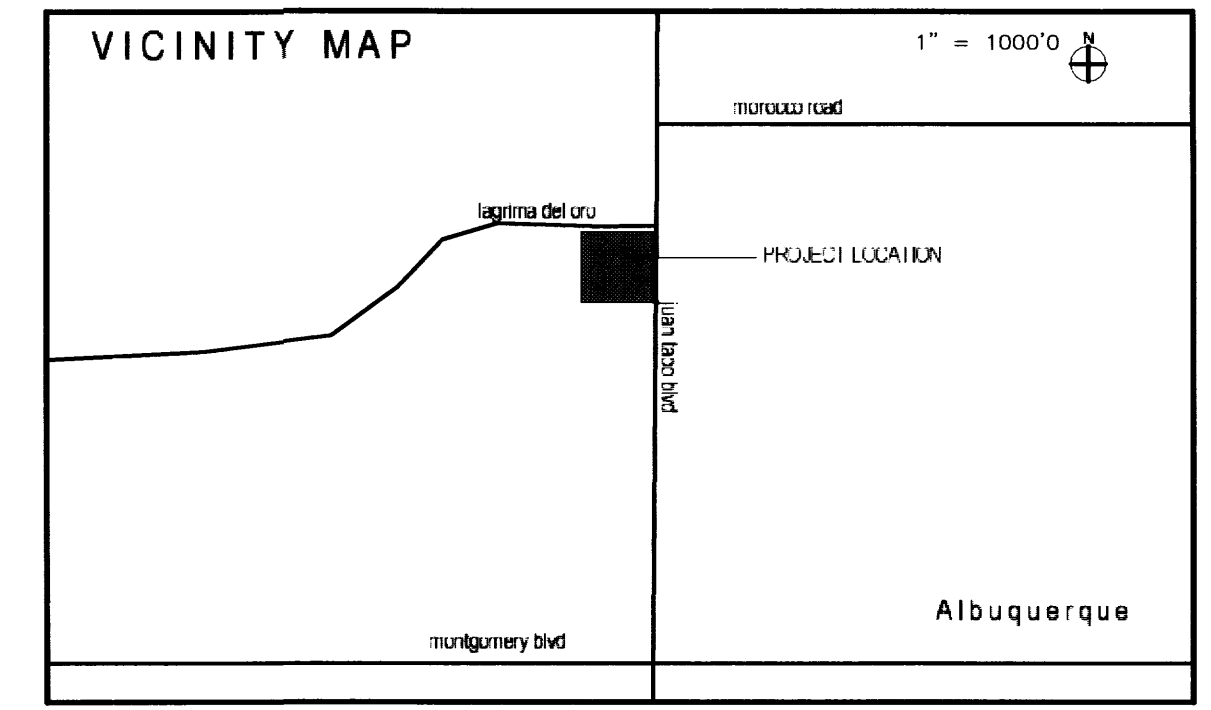 VICINITY MAP
1" = 1000'0
N
morocco road
lagrima del oro
PROJECT LOCATION
juan tabo blvd
Albuquerque
montgomery blvd